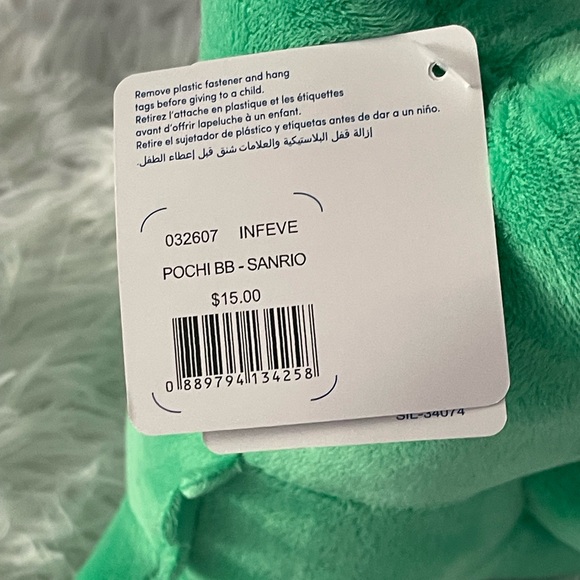 Remove plastic fastener and hang
tags before giving to a child.
Retirez l'attache en plastique et les étiquettes
avant d'offrir lapeluche à un enfant.
Retire el sujetador de plástico y etiquetas antes de dar a un niño.
إزالة قفل البلاستيكية والعلامات شنق قبل إعطاء الطفل.
032607 INFEVE
POCHI BB - SANRIO
$15.00
0 889794 134258
SIL-34074